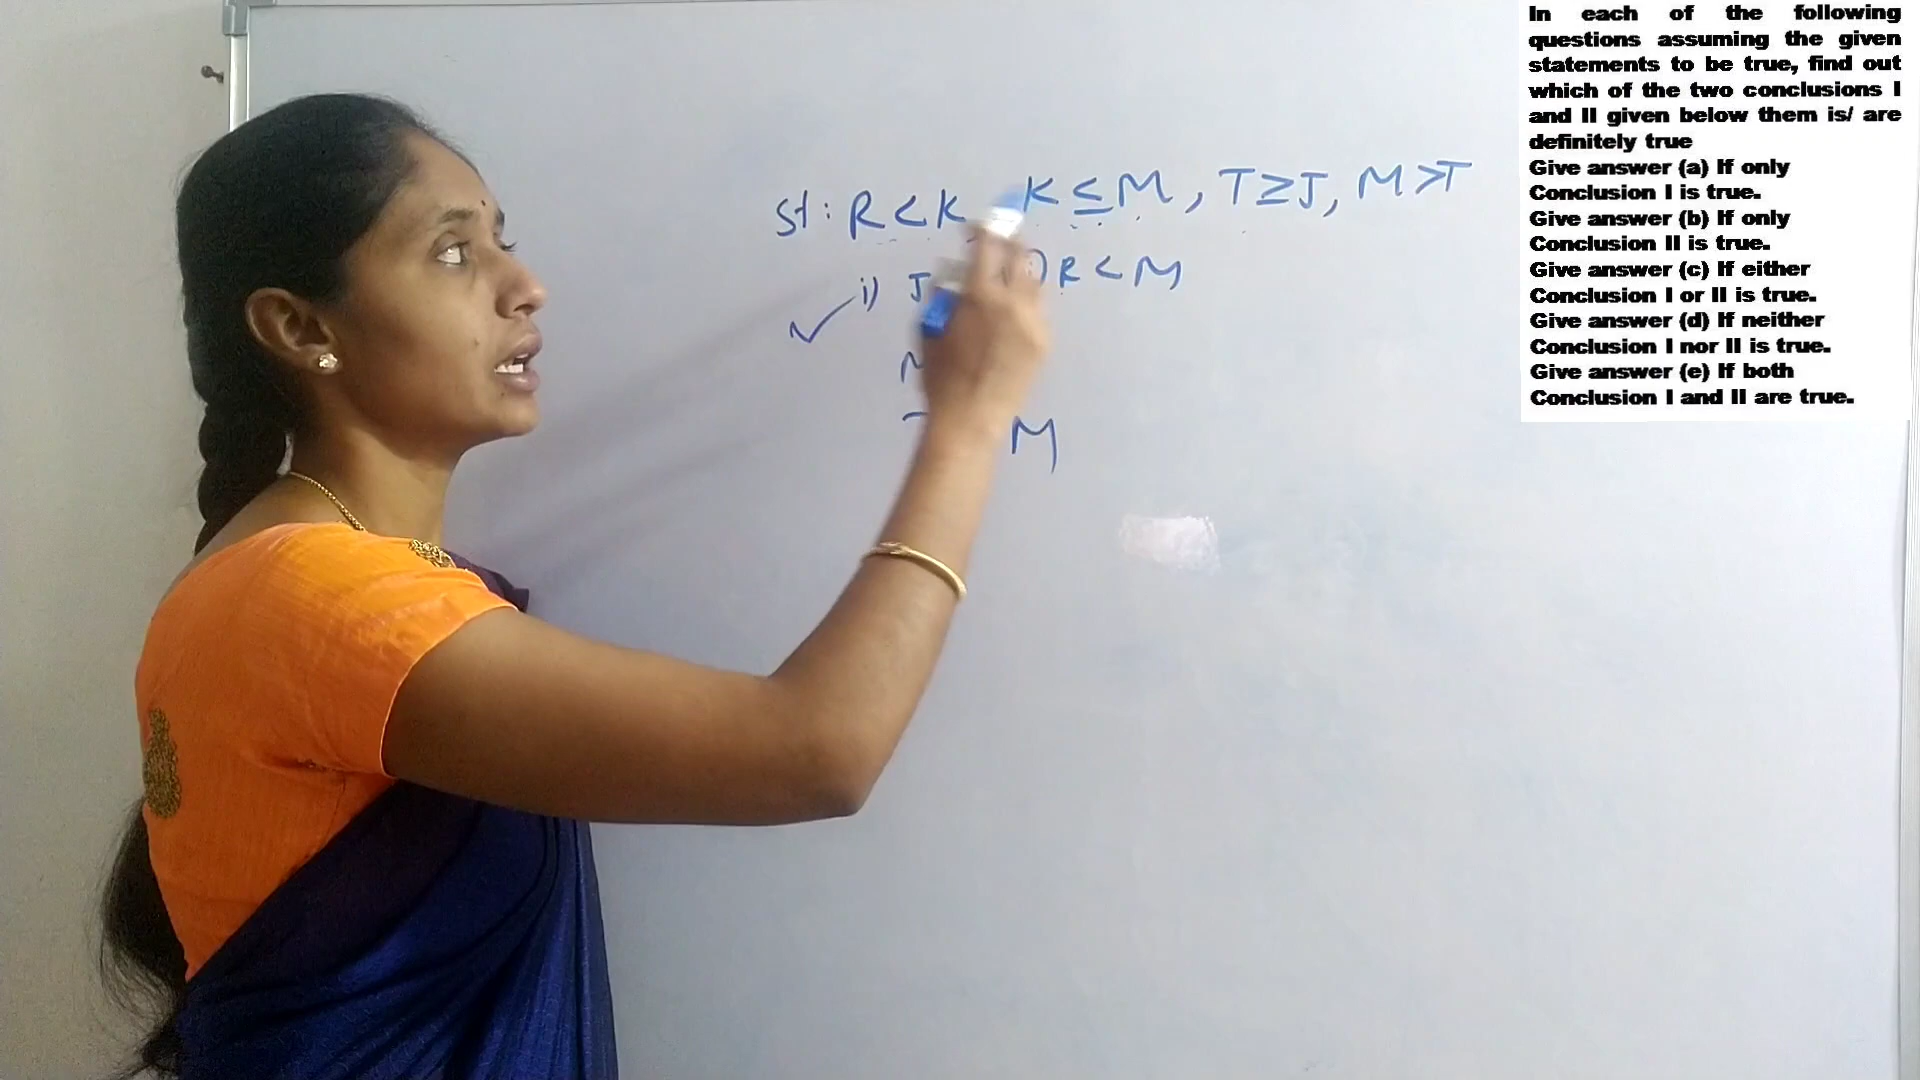 st: R < K K ≤ M, T ≥ J, M > T
i) J ) R < M
M
In each of the following
questions assuming the given
statements to be true, find out
which of the two conclusions I
and II given below them is/ are
definitely true
Give answer (a) If only
Conclusion I is true.
Give answer (b) If only
Conclusion II is true.
Give answer (c) If either
Conclusion I or II is true.
Give answer (d) If neither
Conclusion I nor II is true.
Give answer (e) If both
Conclusion I and II are true.